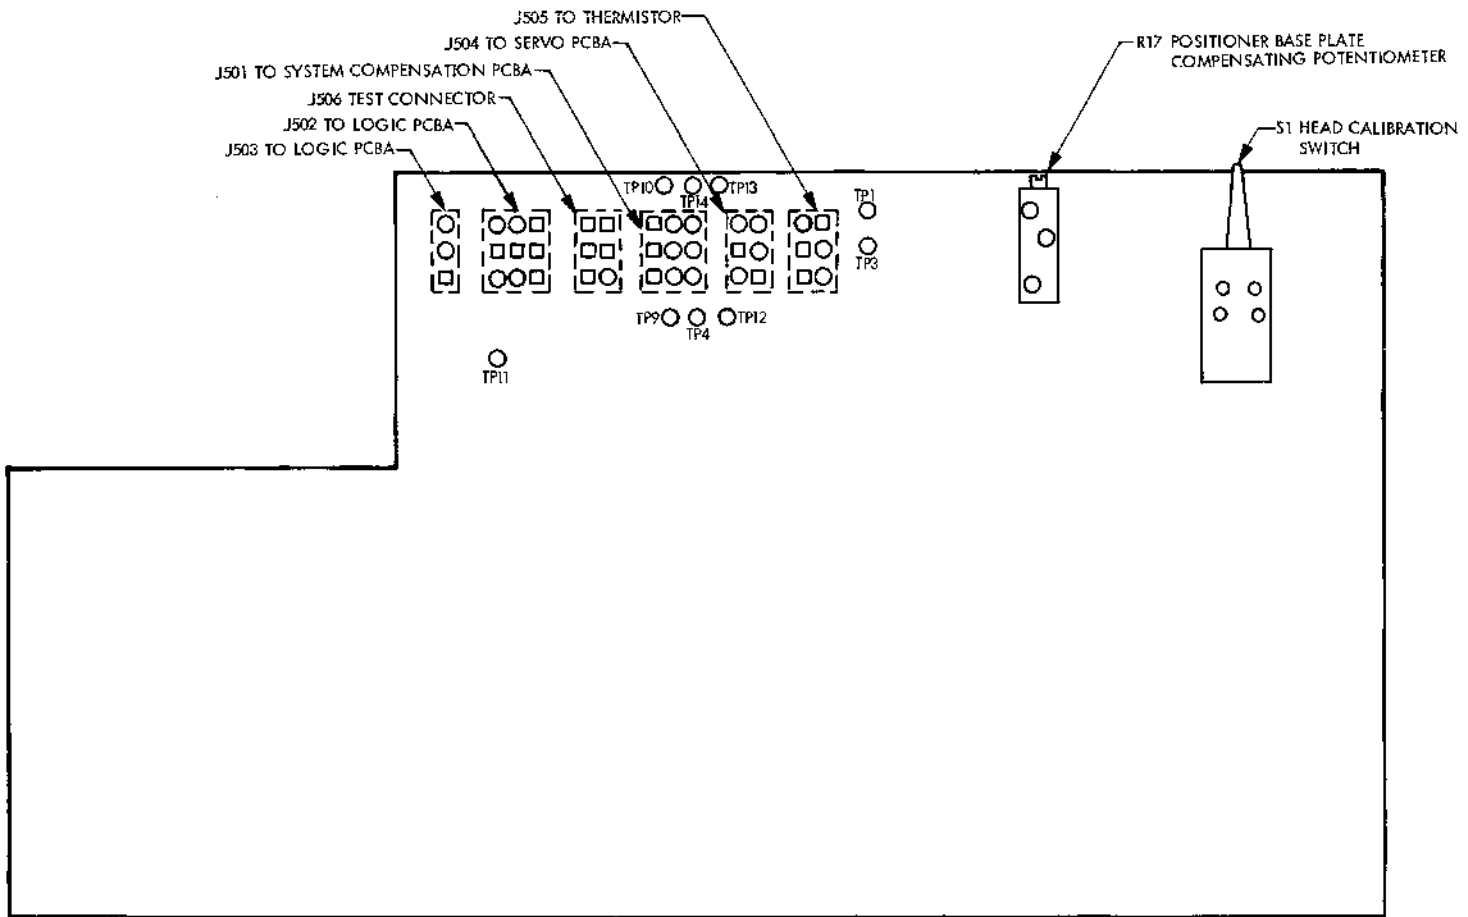 J505 TO THERMISTOR
J504 TO SERVO PCBA
J501 TO SYSTEM COMPENSATION PCBA
J506 TEST CONNECTOR
J502 TO LOGIC PCBA
J503 TO LOGIC PCBA
R17 POSITIONER BASE PLATE
COMPENSATING POTENTIOMETER
S1 HEAD CALIBRATION
SWITCH
TP10
TP14
TP13
TP1
TP3
TP9
TP4
TP12
TP11